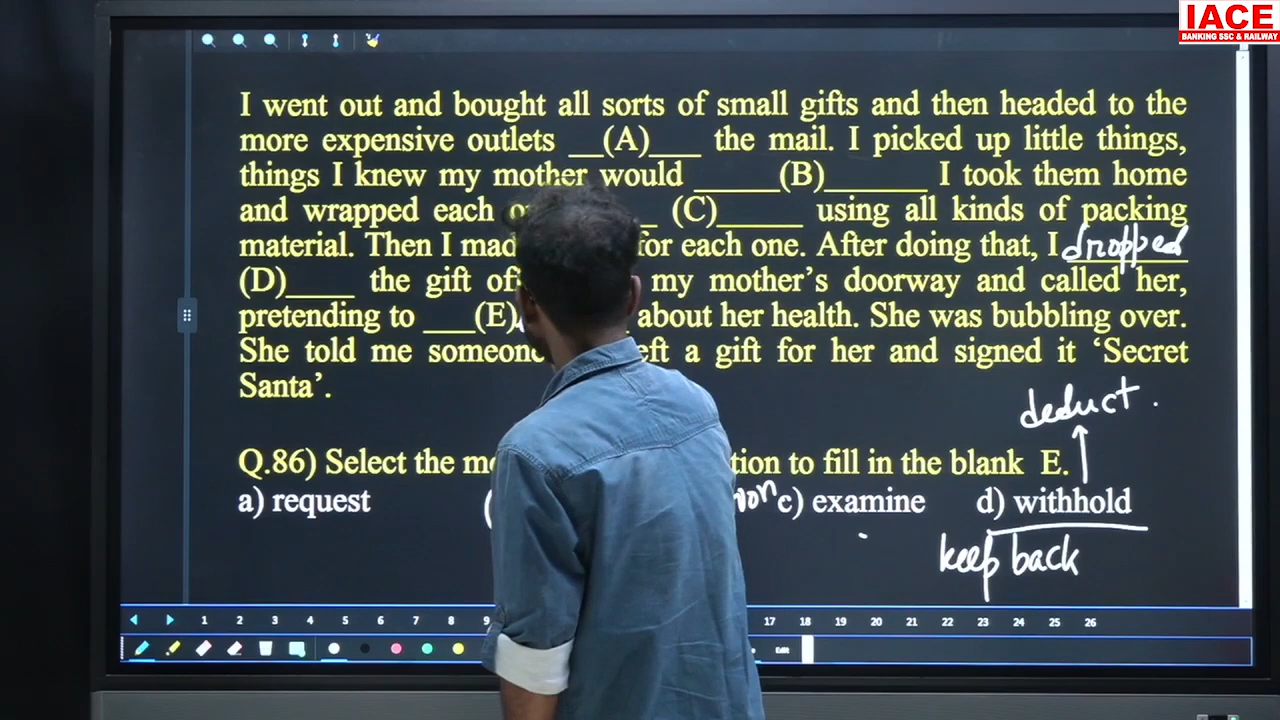 IACE
BANKING SSC & RAILWAY
I went out and bought all sorts of small gifts and then headed to the
more expensive outlets __(A)___ the mail. I picked up little things,
things I knew my mother would _____(B)______ I took them home
and wrapped each (C)_____ using all kinds of packing
material. Then I for each one. After doing that, I dropped
(D)____ the gift my mother's doorway and called her,
pretending to ___(E) about her health. She was bubbling over.
She told me a gift for her and signed it ‘Secret
Santa’.
deduct.
Q.86) Select the tion to fill in the blank E.
a) request c) examine d) withhold
keep back
1 2 3 4 5 6 7 8 9 17 18 19 20 21 22 23 24 25 26
Edit